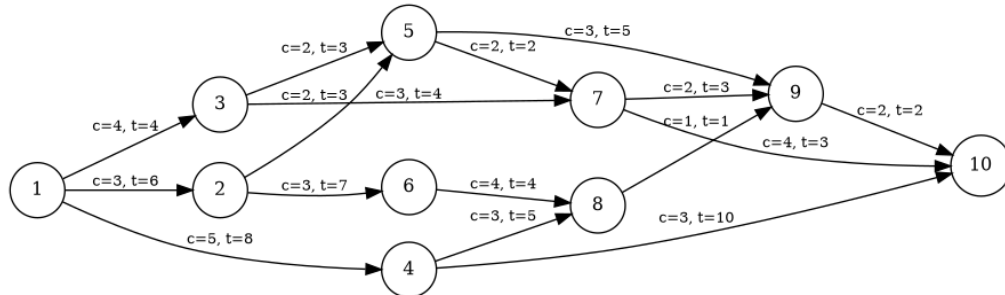 5
c=3, t=5
c=2, t=3
c=2, t=2
3
c=2, t=3
c=3, t=4
7
c=2, t=3
9
c=4, t=4
c=1, t=1
c=2, t=2
c=4, t=3
1
c=3, t=6
2
c=3, t=7
6
c=4, t=4
8
10
c=3, t=5
c=3, t=10
c=5, t=8
4